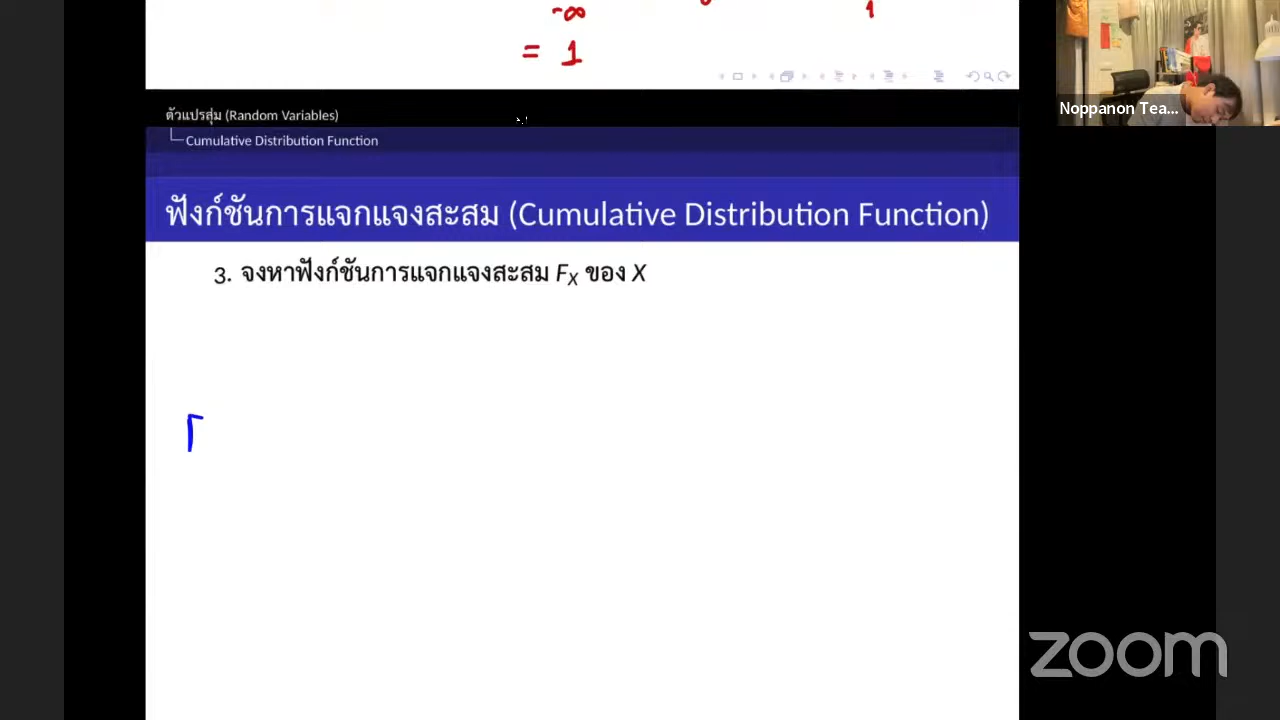 -∞
1
= 1
Noppanon Tea...
ตัวแปรสุ่ม (Random Variables)
Cumulative Distribution Function
ฟังก์ชันการแจกแจงสะสม (Cumulative Distribution Function)
3. จงหาฟังก์ชันการแจกแจงสะสม Fₓ ของ X
zoom